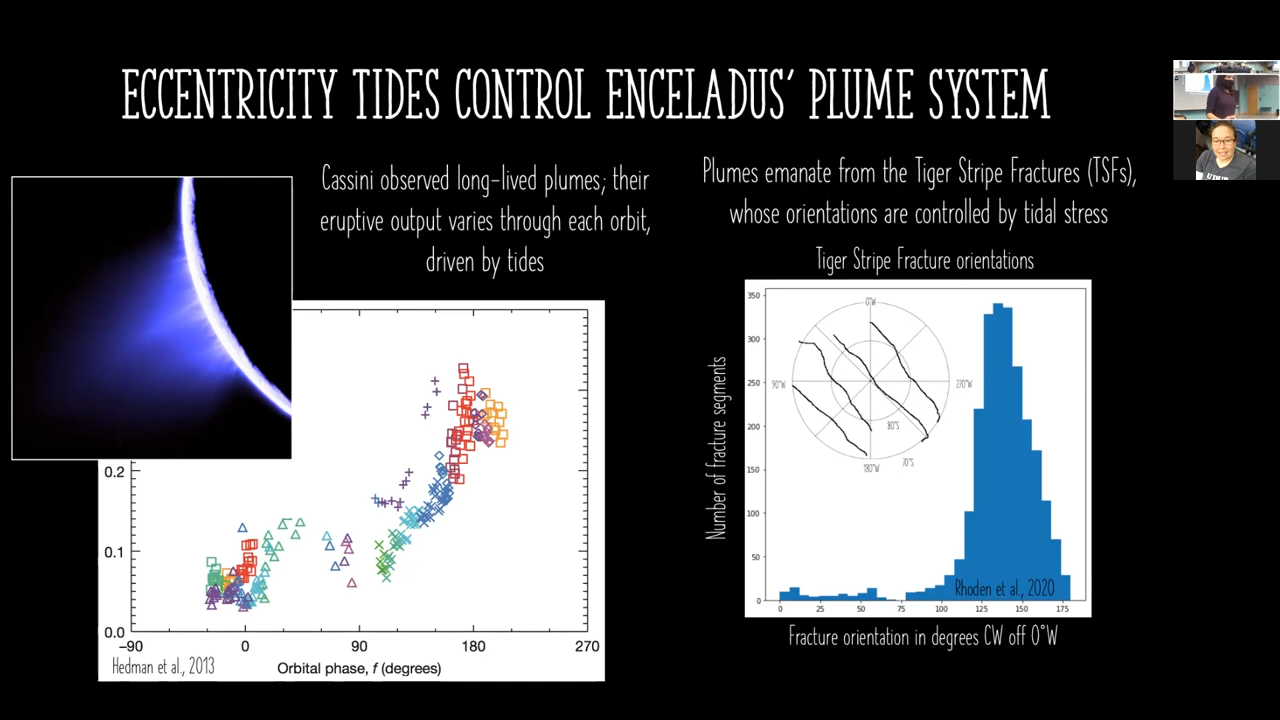 ECCENTRICITY TIDES CONTROL ENCELADUS' PLUME SYSTEM
Cassini observed long-lived plumes; their
eruptive output varies through each orbit,
driven by tides
0.2
0.1
0.0
-90
0
90
180
270
Hedman et al., 2013
Orbital phase, f (degrees)
Plumes emanate from the Tiger Stripe Fractures (TSFs),
whose orientations are controlled by tidal stress
Tiger Stripe Fracture orientations
Number of fracture segments
350
300
250
200
150
100
50
0
0°W
90°W
270°W
80°S
70°S
180°W
Rhoden et al., 2020
0
25
50
75
100
125
150
175
Fracture orientation in degrees CW off 0°W